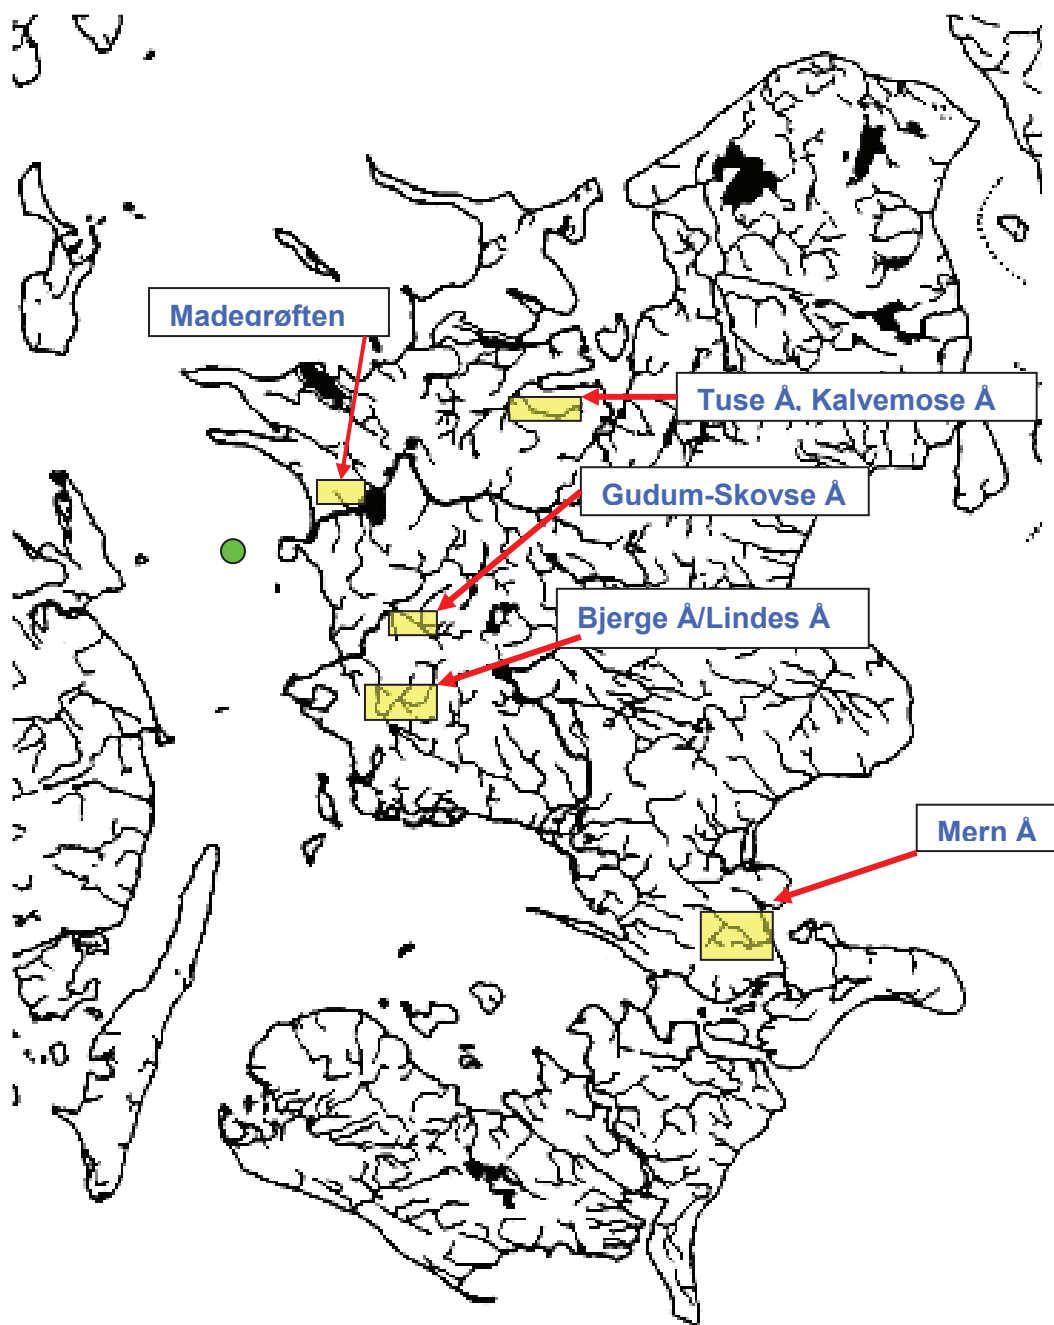 Madegrøften
Tuse Å, Kalvemose Å
Gudum-Skovse Å
Bjerge Å/Lindes Å
Mern Å